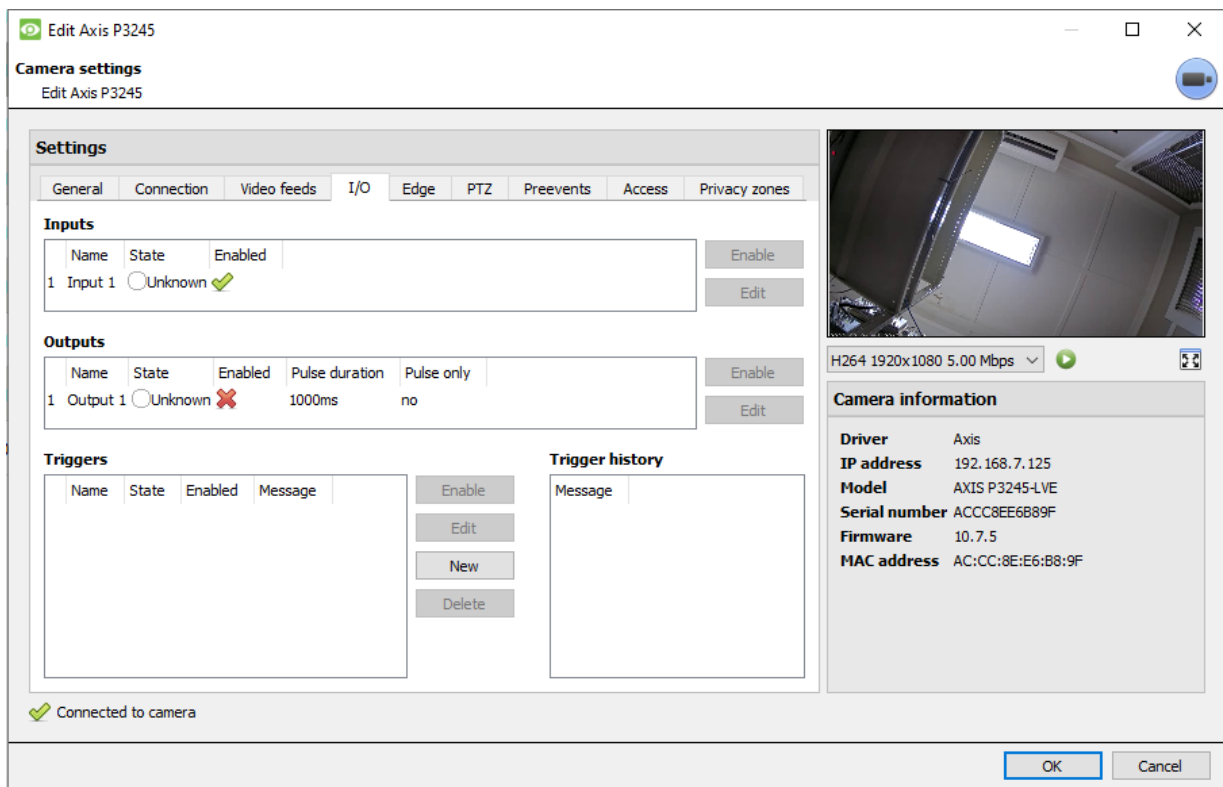 Edit Axis P3245
Camera settings
Edit Axis P3245
Settings
General Connection Video feeds I/O Edge PTZ Preevents Access Privacy zones
Inputs
Name State Enabled
1 Input 1 Unknown
Enable
Edit
Outputs
Name State Enabled Pulse duration Pulse only
1 Output 1 Unknown 1000ms no
Enable
Edit
Triggers
Name State Enabled Message
Enable
Edit
New
Delete
Trigger history
Message
H264 1920x1080 5.00 Mbps
Camera information
Driver Axis
IP address 192.168.7.125
Model AXIS P3245-LVE
Serial number ACCC8EE6B89F
Firmware 10.7.5
MAC address AC:CC:8E:E6:B8:9F
Connected to camera
OK Cancel